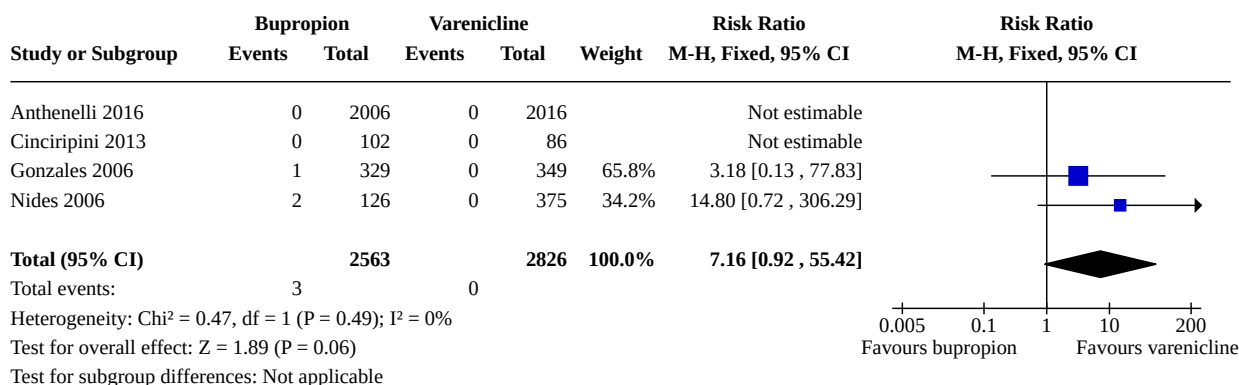 Bupropion Varenicline Risk Ratio Risk Ratio
Study or Subgroup Events Total Events Total Weight M-H, Fixed, 95% CI M-H, Fixed, 95% CI
Anthenelli 2016 0 2006 0 2016 Not estimable
Cinciripini 2013 0 102 0 86 Not estimable
Gonzales 2006 1 329 0 349 65.8% 3.18 [0.13 , 77.83]
Nides 2006 2 126 0 375 34.2% 14.80 [0.72 , 306.29]
Total (95% CI) 2563 2826 100.0% 7.16 [0.92 , 55.42]
Total events: 3 0
Heterogeneity: Chi² = 0.47, df = 1 (P = 0.49); I² = 0%
0.005 0.1 1 10 200
Test for overall effect: Z = 1.89 (P = 0.06)
Favours bupropion Favours varenicline
Test for subgroup differences: Not applicable